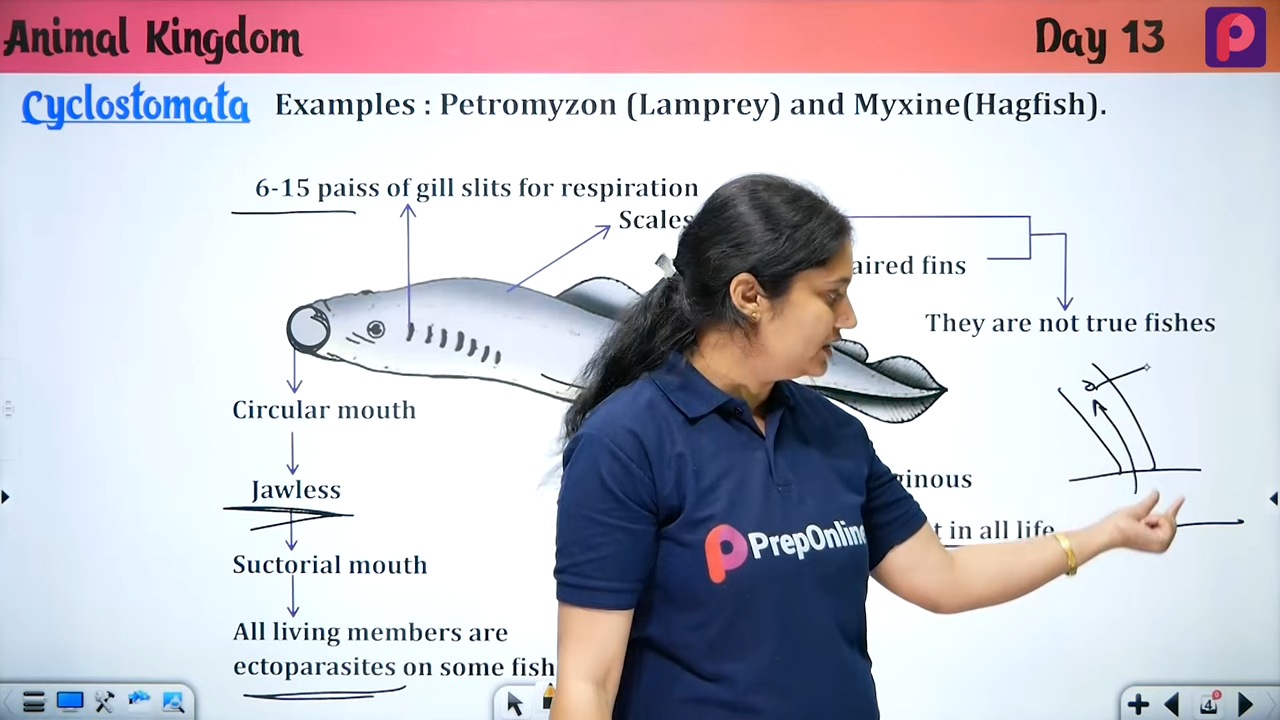 Animal Kingdom
Day 13
Cyclostomata
Examples : Petromyzon (Lamprey) and Myxine(Hagfish).
6-15 paiss of gill slits for respiration
Scales
aired fins
They are not true fishes
Circular mouth
Jawless
ginous
t in all life
PrepOnline
Suctorial mouth
All living members are
ectoparasites on some fish
4